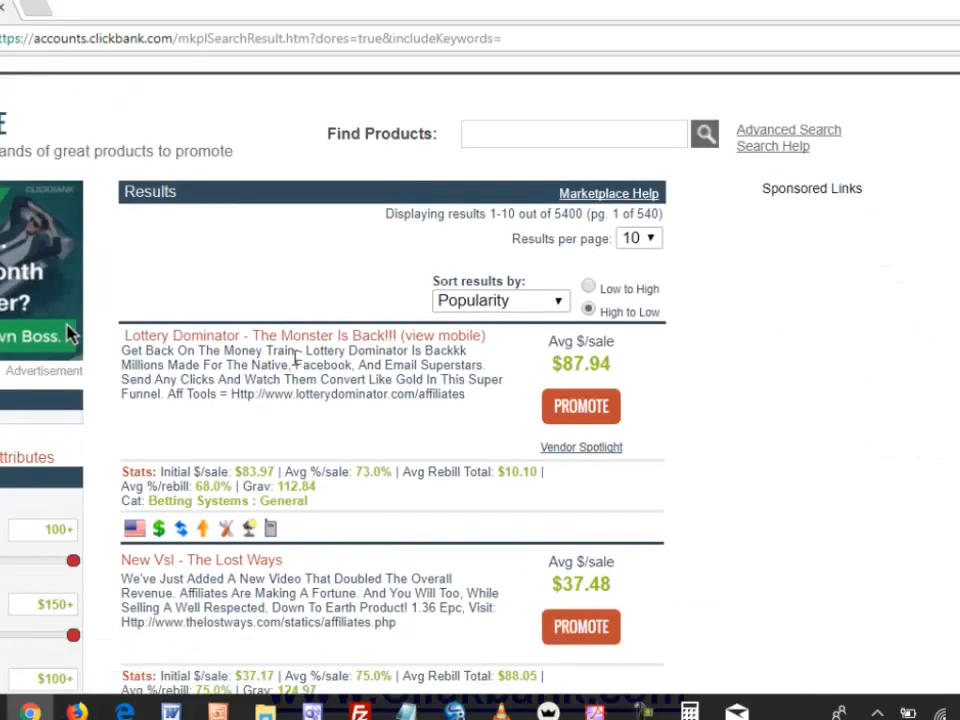 ttps://accounts.clickbank.com/mkplSearchResult.htm?dores=true&includeKeywords=
E
ands of great products to promote
Find Products:
Advanced Search
Search Help
CLICKBANK
onth
er?
wn Boss.
Advertisement
ttributes
100+
$150+
$100+
Results
Marketplace Help
Displaying results 1-10 out of 5400 (pg. 1 of 540)
Results per page: 10
Sort results by:
Popularity
Low to High
High to Low
Sponsored Links
Lottery Dominator - The Monster Is Back!!! (view mobile)
Get Back On The Money Train - Lottery Dominator Is Backkk
Millions Made For The Native, Facebook, And Email Superstars.
Send Any Clicks And Watch Them Convert Like Gold In This Super
Funnel. Aff Tools = Http://www.lotterydominator.com/affiliates
Avg $/sale
$87.94
PROMOTE
Vendor Spotlight
Stats: Initial $/sale: $83.97 | Avg %/sale: 73.0% | Avg Rebill Total: $10.10 |
Avg %/rebill: 68.0% | Grav: 112.84
Cat: Betting Systems : General
New Vsl - The Lost Ways
We've Just Added A New Video That Doubled The Overall
Revenue. Affiliates Are Making A Fortune. And You Will Too, While
Selling A Well Respected, Down To Earth Product! 1.36 Epc, Visit:
Http://www.thelostways.com/statics/affiliates.php
Avg $/sale
$37.48
PROMOTE
Stats: Initial $/sale: $37.17 | Avg %/sale: 75.0% | Avg Rebill Total: $88.05 |
Avg %/rebill: 75.0% | Grav: 124.97
www.Clickbank.com